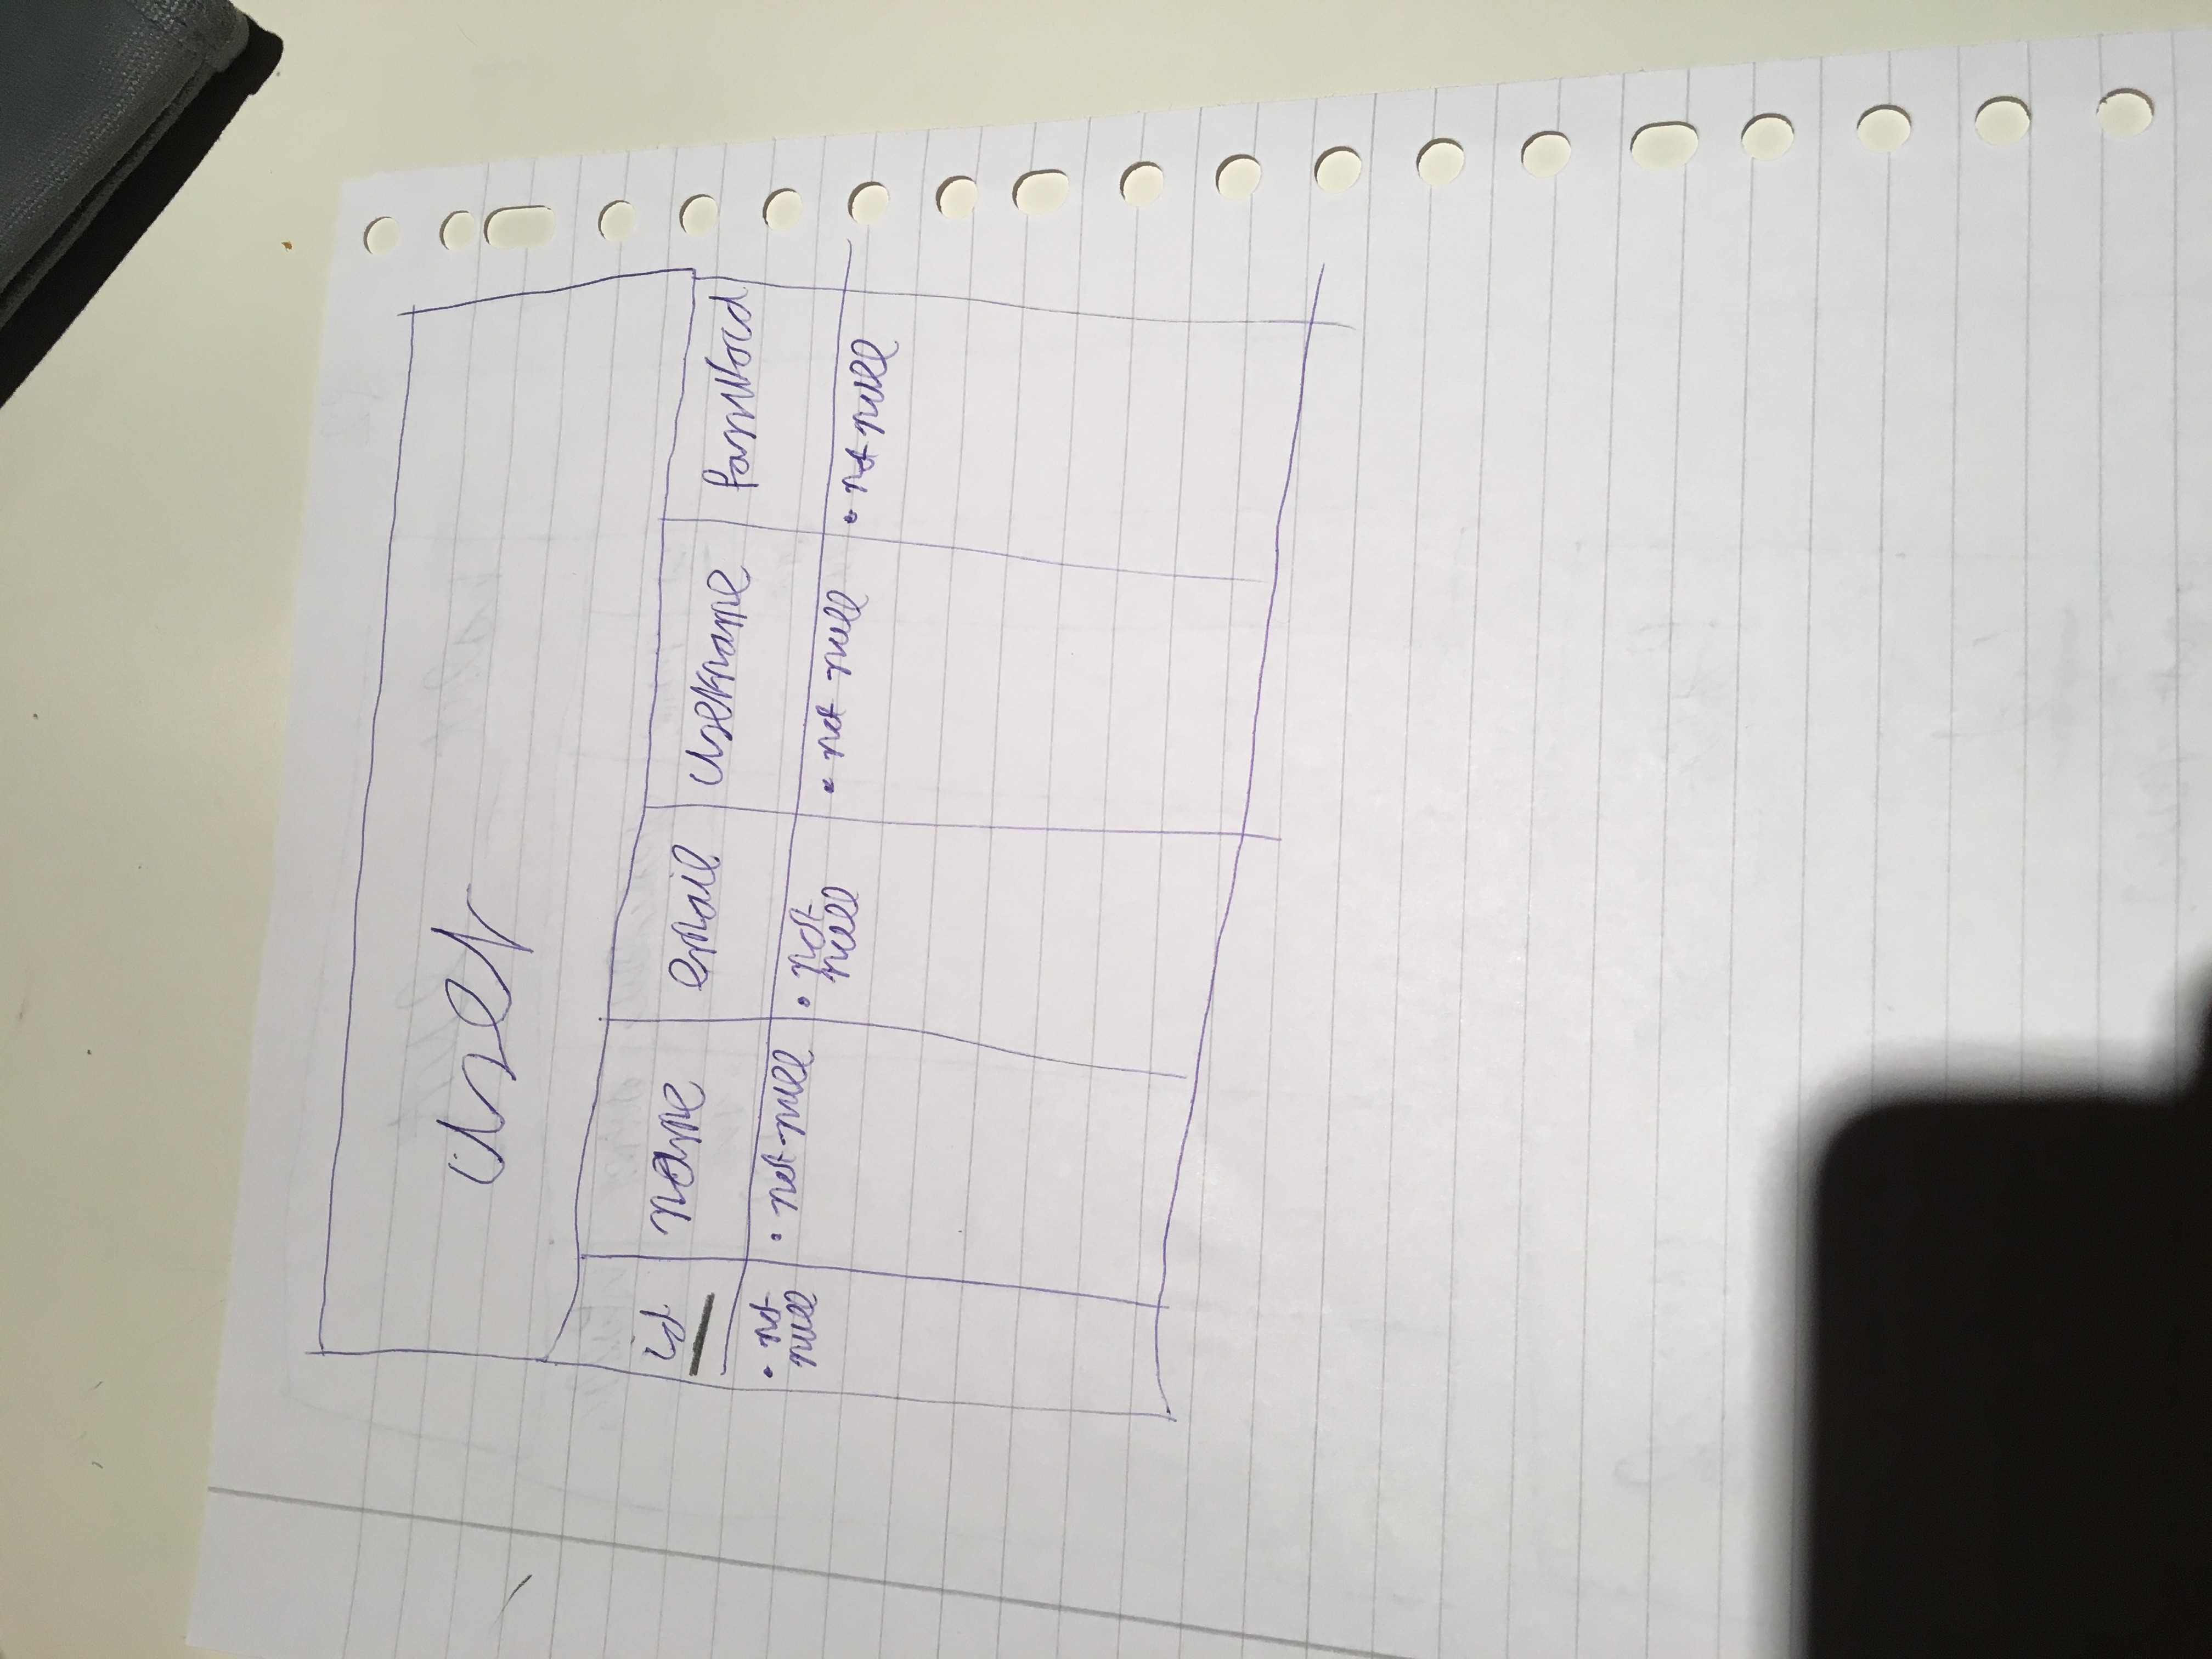 user
id name email username password
• not null • not null • not null • not null • not null